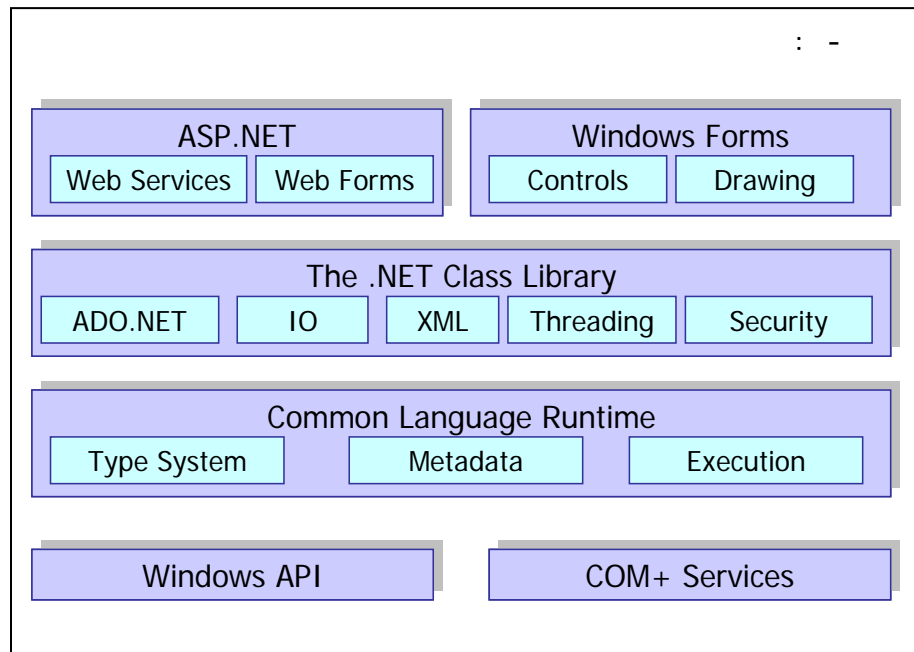 : -
ASP.NET
Web Services Web Forms
Windows Forms
Controls Drawing
The .NET Class Library
ADO.NET IO XML Threading Security
Common Language Runtime
Type System Metadata Execution
Windows API
COM+ Services